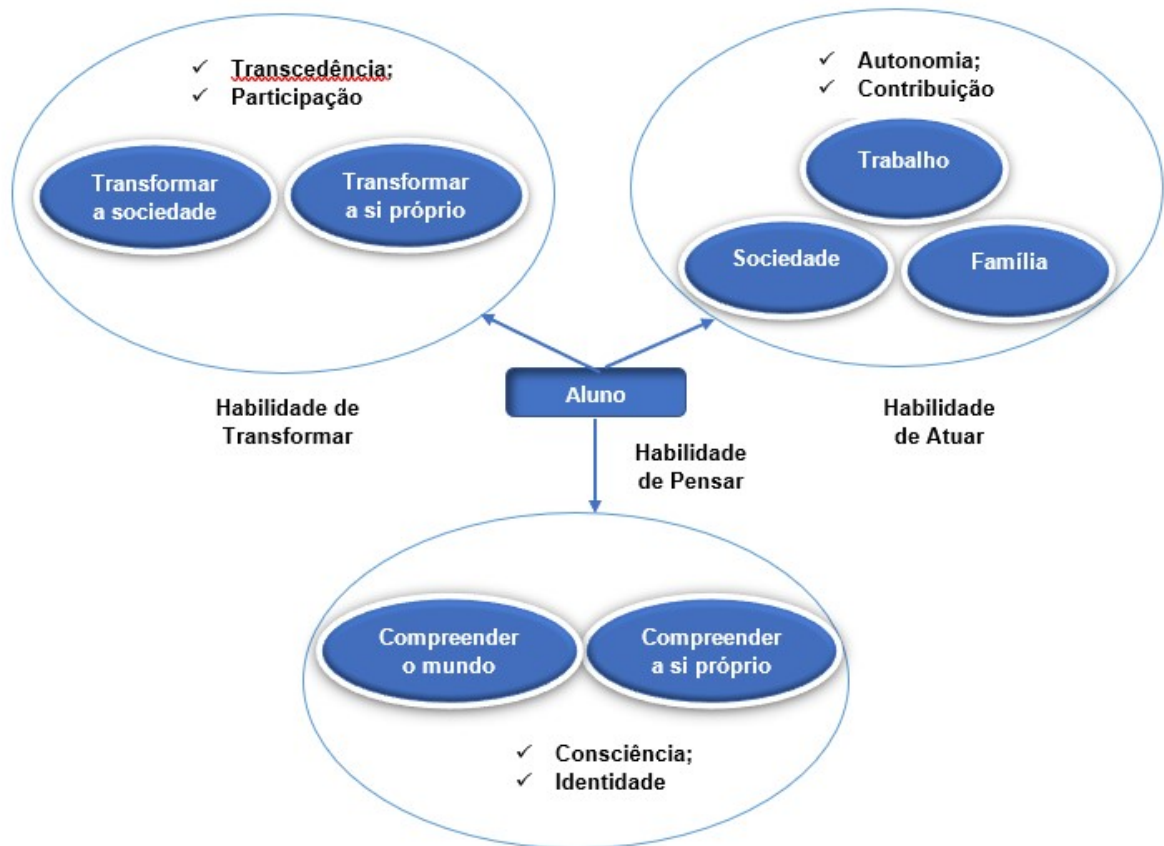 ✓ Transcedência;
✓ Participação
Transformar
a sociedade
Transformar
a si próprio
Habilidade de
Transformar
✓ Autonomia;
✓ Contribuição
Trabalho
Sociedade
Família
Habilidade
de Atuar
Aluno
Habilidade
de Pensar
Compreender
o mundo
Compreender
a si próprio
✓ Consciência;
✓ Identidade